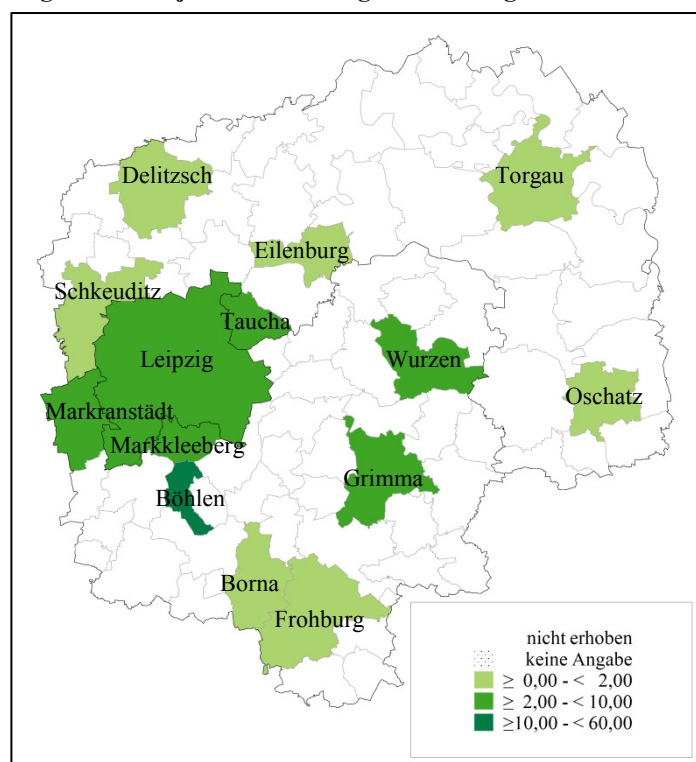 Delitzsch
Torgau
Eilenburg
Schkeuditz
Taucha
Leipzig
Wurzen
Oschatz
Markranstädt
Markkleeberg
Grimma
Böhlen
Borna
Frohburg
nicht erhoben
keine Angabe
≥ 0,00 - < 2,00
≥ 2,00 - < 10,00
≥10,00 - < 60,00